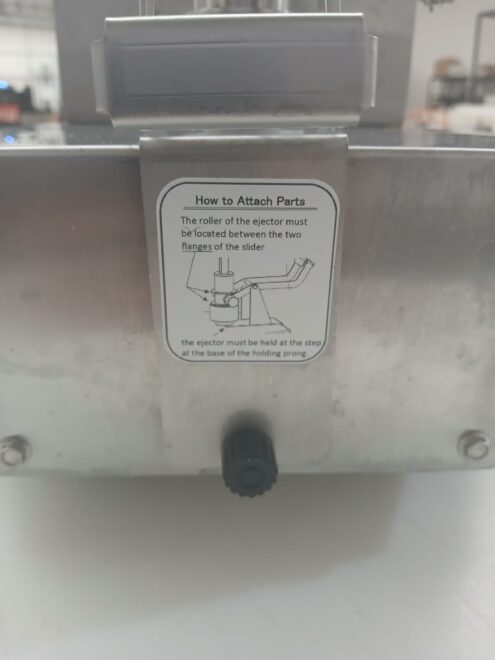 How to Attach Parts
The roller of the ejector must
be located between the two
flanges of the slider
the ejector must be held at the step
at the base of the holding prong.